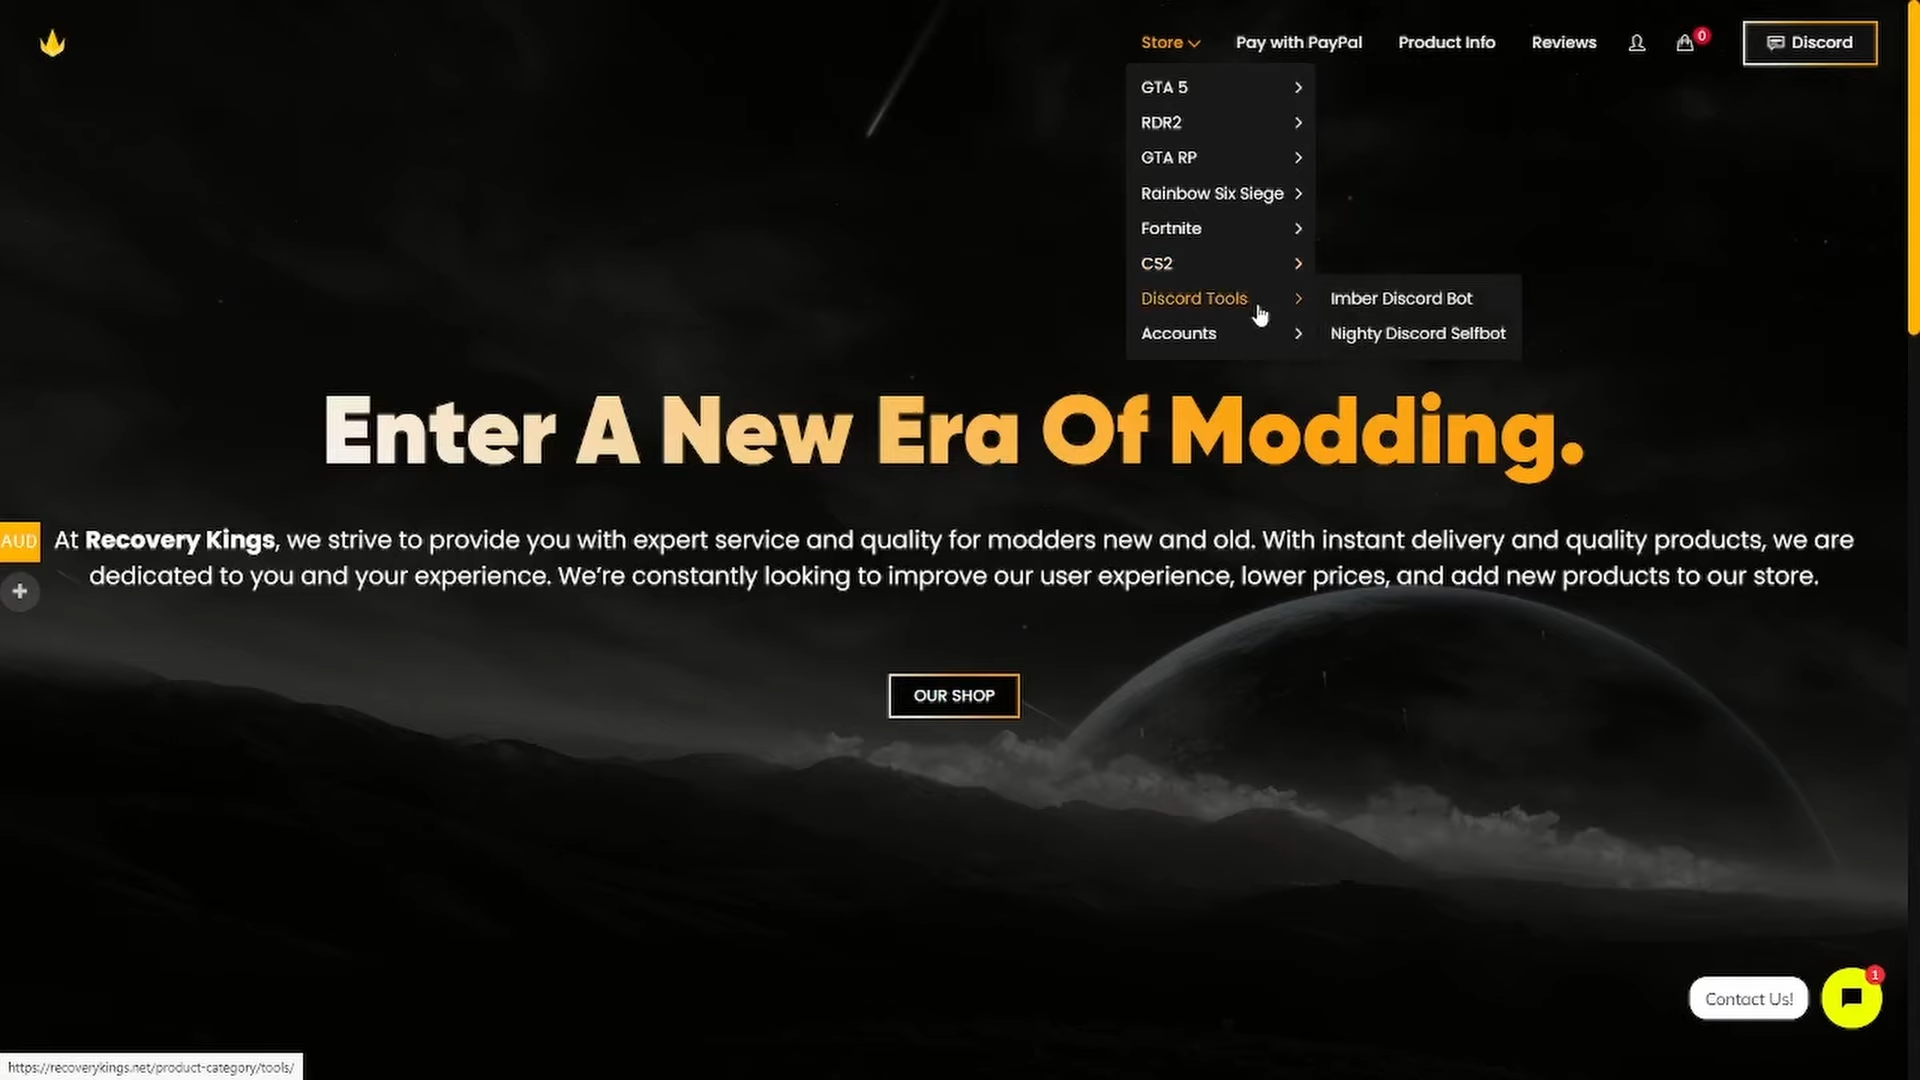 Store
Pay with PayPal
Product Info
Reviews
0
Discord
GTA 5
RDR2
GTA RP
Rainbow Six Siege
Fortnite
CS2
Discord Tools
Imber Discord Bot
Accounts
Nighty Discord Selfbot
Enter A New Era Of Modding.
AUD
At Recovery Kings, we strive to provide you with expert service and quality for modders new and old. With instant delivery and quality products, we are
dedicated to you and your experience. We’re constantly looking to improve our user experience, lower prices, and add new products to our store.
+
OUR SHOP
Contact Us!
1
https://recoverykings.net/product-category/tools/